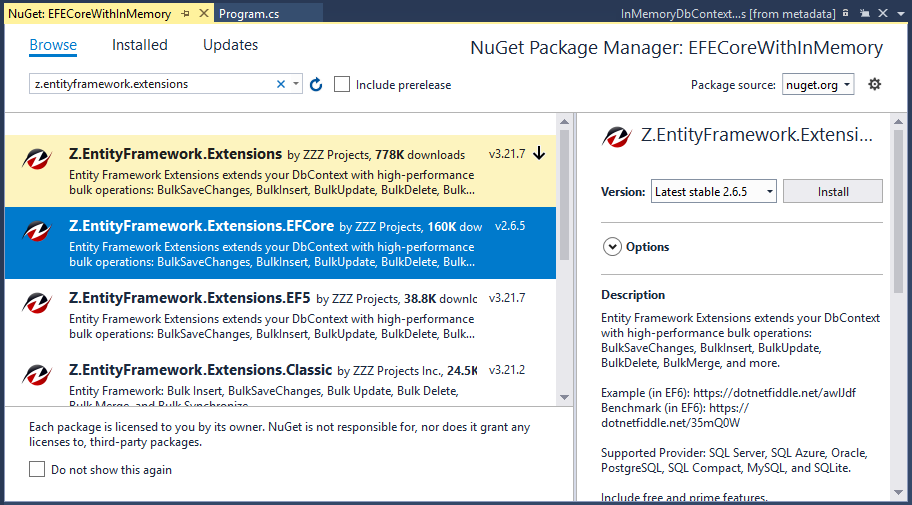 NuGet: EFECoreWithInMemory
Program.cs
InMemoryDbContext...s [from metadata]
Browse
Installed
Updates
NuGet Package Manager: EFECoreWithInMemory
z.entityframework.extensions
Include prerelease
Package source: nuget.org
Z.EntityFramework.Extensions by ZZZ Projects, 778K downloads v3.21.7
Entity Framework Extensions extends your DbContext with high-performance
bulk operations: BulkSaveChanges, BulkInsert, BulkUpdate, BulkDelete, Bulk...
Z.EntityFramework.Extensions.EFCore by ZZZ Projects, 160K dow v2.6.5
Entity Framework Extensions extends your DbContext with high-performance
bulk operations: BulkSaveChanges, BulkInsert, BulkUpdate, BulkDelete, Bulk...
Z.EntityFramework.Extensions.EF5 by ZZZ Projects, 38.8K downlc v3.21.7
Entity Framework Extensions extends your DbContext with high-performance
bulk operations: BulkSaveChanges, BulkInsert, BulkUpdate, BulkDelete, Bulk...
Z.EntityFramework.Extensions.Classic by ZZZ Projects Inc., 24.5K v3.21.2
Entity Framework: Bulk Insert, BulkSaveChanges, Bulk Update, Bulk Delete,
Bulk Merge, and Bulk Synchronize
Each package is licensed to you by its owner. NuGet is not responsible for, nor does it grant any
licenses to, third-party packages.
Do not show this again
Z.EntityFramework.Extensi...
Version: Latest stable 2.6.5
Install
Options
Description
Entity Framework Extensions extends your DbContext
with high-performance bulk operations:
BulkSaveChanges, BulkInsert, BulkUpdate,
BulkDelete, BulkMerge, and more.
Example (in EF6): https://dotnetfiddle.net/awlJdf
Benchmark (in EF6): https://
dotnetfiddle.net/35mQ0W
Supported Provider: SQL Server, SQL Azure, Oracle,
PostgreSQL, SQL Compact, MySQL, and SQLite.
Include free and prime features.